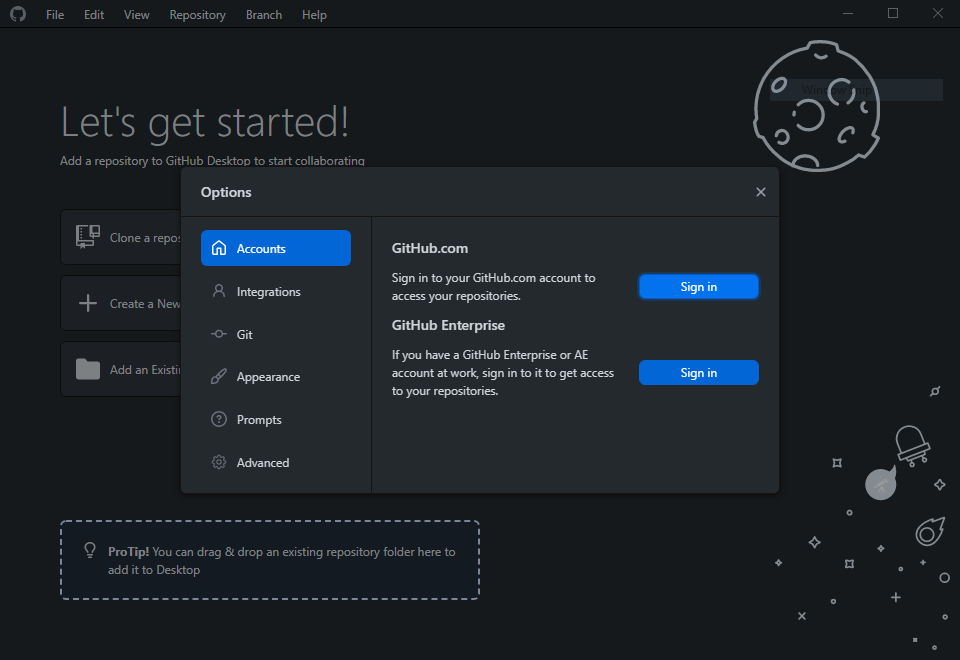 File Edit View Repository Branch Help
Let's get started!
Add a repository to GitHub Desktop to start collaborating
Options
Clone a repos
Create a New
Add an Existi
Accounts
Integrations
Git
Appearance
Prompts
Advanced
GitHub.com
Sign in to your GitHub.com account to
access your repositories.
Sign in
GitHub Enterprise
If you have a GitHub Enterprise or AE
account at work, sign in to it to get access
to your repositories.
Sign in
ProTip! You can drag & drop an existing repository folder here to
add it to Desktop